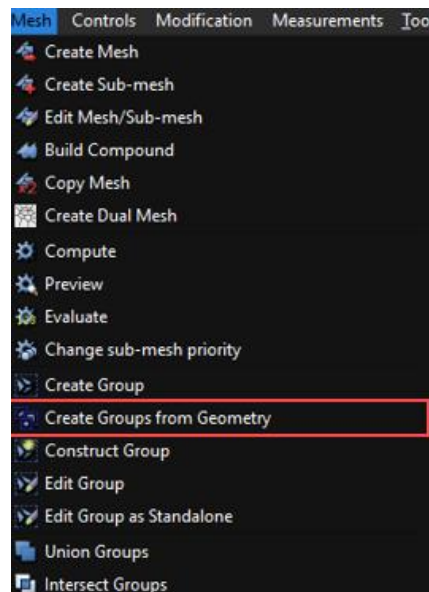 Mesh Controls Modification Measurements Too
Create Mesh
Create Sub-mesh
Edit Mesh/Sub-mesh
Build Compound
Copy Mesh
Create Dual Mesh
Compute
Preview
Evaluate
Change sub-mesh priority
Create Group
Create Groups from Geometry
Construct Group
Edit Group
Edit Group as Standalone
Union Groups
Intersect Groups